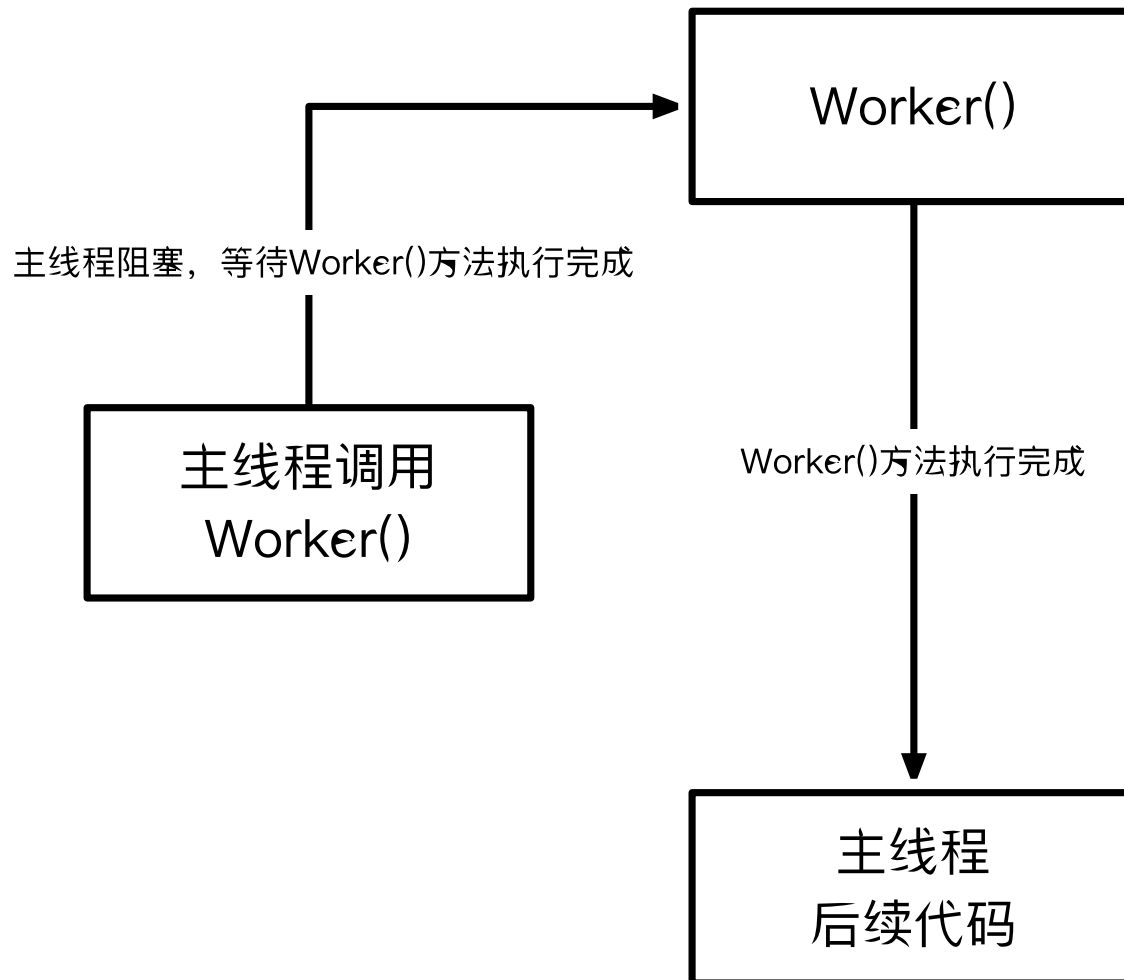 Worker()
主线程阻塞，等待Worker()方法执行完成
主线程调用
Worker()
Worker()方法执行完成
主线程
后续代码